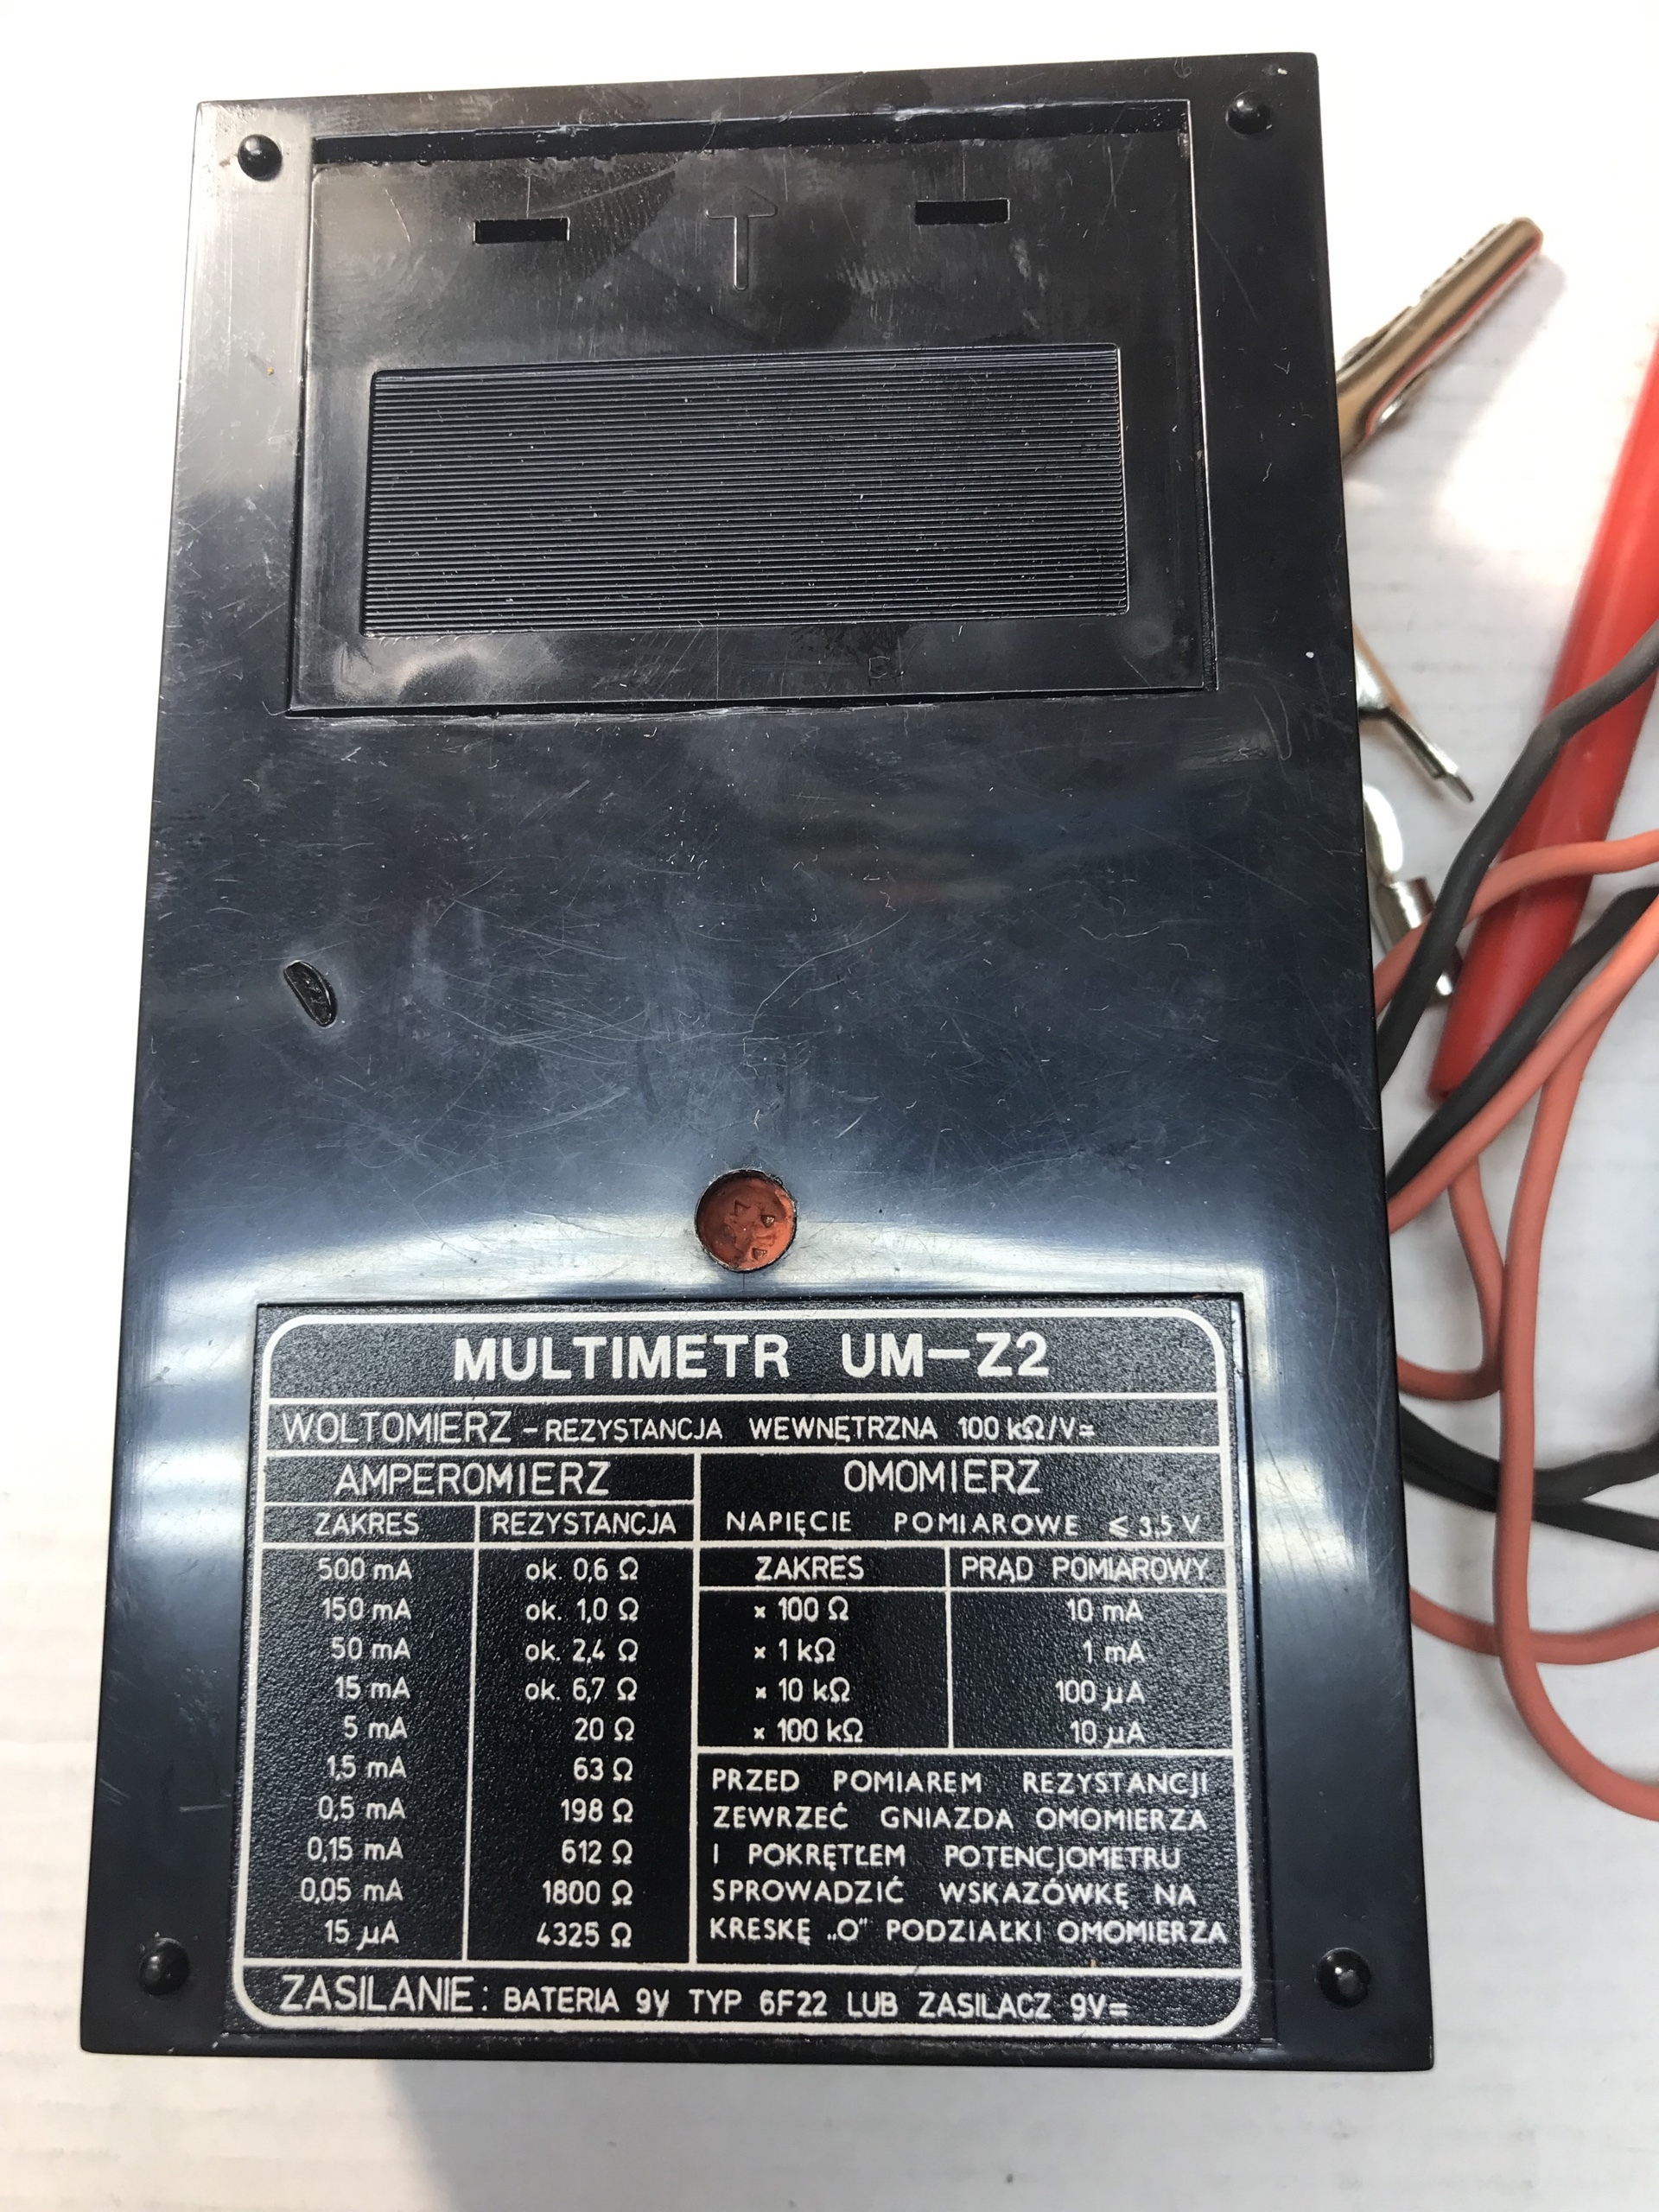 MULTIMETR UM-Z2
WOLTOMIERZ - REZYSTANCJA WEWNĘTRZNA 100 kΩ/V=
AMPEROMIERZ
ZAKRES REZYSTANCJA
500 mA ok. 0,6 Ω
150 mA ok. 1,0 Ω
50 mA ok. 2,4 Ω
15 mA ok. 6,7 Ω
5 mA 20 Ω
1,5 mA 63 Ω
0,5 mA 198 Ω
0,15 mA 612 Ω
0,05 mA 1800 Ω
15 µA 4325 Ω
OMOMIERZ
NAPIĘCIE POMIAROWE ⩽ 3.5 V
ZAKRES PRĄD POMIAROWY
× 100 Ω 10 mA
× 1 kΩ 1 mA
× 10 kΩ 100 µA
× 100 kΩ 10 µA
PRZED POMIAREM REZYSTANCJI
ZEWRZEĆ GNIAZDA OMOMIERZA
I POKRĘTŁEM POTENCJOMETRU
SPROWADZIĆ WSKAZÓWKĘ NA
KRESKĘ „O" PODZIAŁKI OMOMIERZA
ZASILANIE: BATERIA 9V TYP 6F22 LUB ZASILACZ 9V=